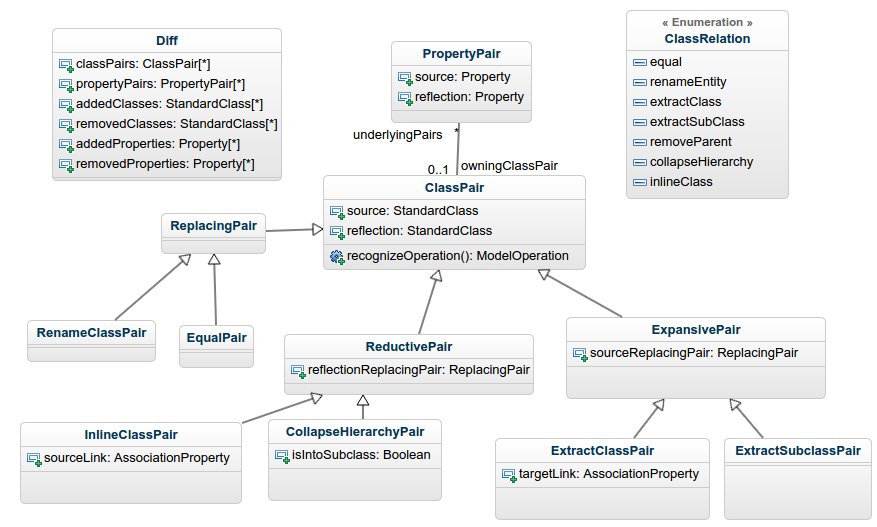 Diff
classPairs: ClassPair[*]
propertyPairs: PropertyPair[*]
addedClasses: StandardClass[*]
removedClasses: StandardClass[*]
addedProperties: Property[*]
removedProperties: Property[*]
PropertyPair
source: Property
reflection: Property
« Enumeration »
ClassRelation
equal
renameEntity
extractClass
extractSubClass
removeParent
collapseHierarchy
inlineClass
underlyingPairs *
0..1 owningClassPair
ClassPair
source: StandardClass
reflection: StandardClass
recognizeOperation(): ModelOperation
ReplacingPair
RenameClassPair
EqualPair
ReductivePair
reflectionReplacingPair: ReplacingPair
ExpansivePair
sourceReplacingPair: ReplacingPair
InlineClassPair
sourceLink: AssociationProperty
CollapseHierarchyPair
isIntoSubclass: Boolean
ExtractClassPair
targetLink: AssociationProperty
ExtractSubclassPair